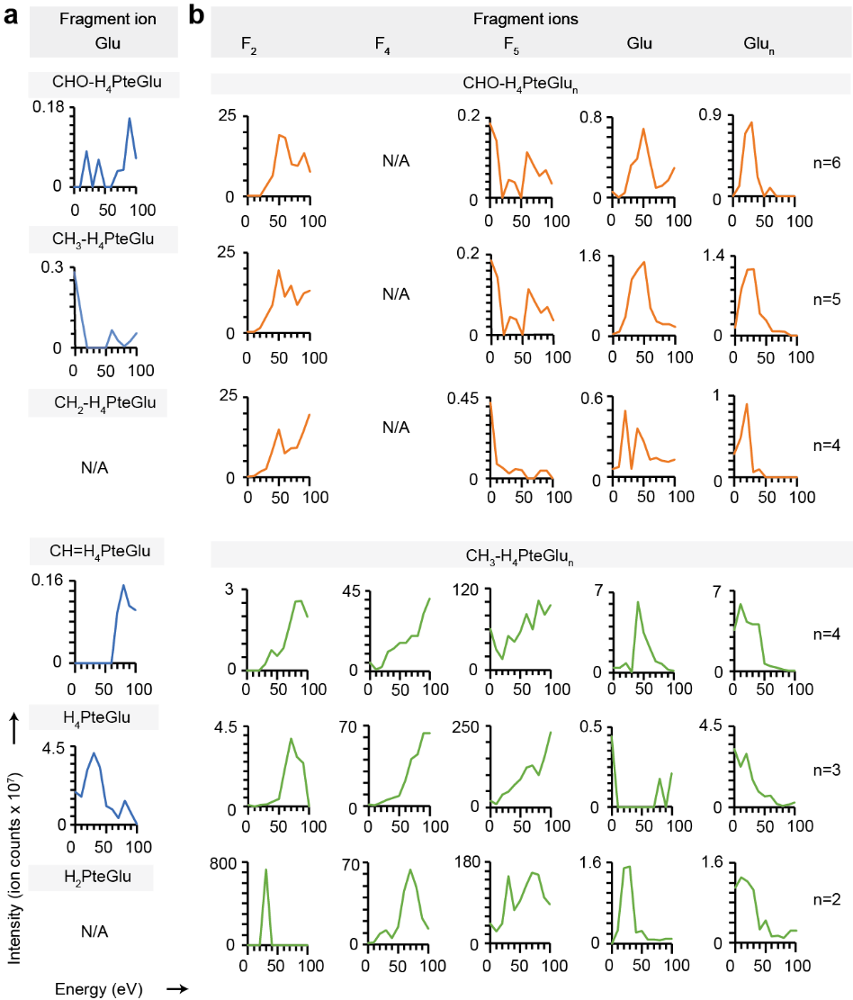 a
Fragment ion
Glu
CHO-H4PteGlu
0.18
0
0 50 100
CH3-H4PteGlu
0.3
0
0 50 100
CH2-H4PteGlu
N/A
CH=H4PteGlu
0.16
0
0 50 100
H4PteGlu
4.5
0
0 50 100
H2PteGlu
N/A
Intensity (ion counts x 10⁷)
Energy (eV)
b
Fragment ions
F2 F4 F5 Glu Glun
CHO-H4PteGlun
25 0.2 0.8 0.9
N/A n=6
0 0 0 0
0 50 100 0 50 100 0 50 100 0 50 100
25 0.2 1.6 1.4
N/A n=5
0 0 0 0
0 50 100 0 50 100 0 50 100 0 50 100
25 0.45 0.6 1
N/A n=4
0 0 0 0
0 50 100 0 50 100 0 50 100 0 50 100
CH3-H4PteGlun
3 45 120 7 7
n=4
0 0 0 0 0
0 50 100 0 50 100 0 50 100 0 50 100 0 50 100
4.5 70 250 0.5 4.5
n=3
0 0 0 0 0
0 50 100 0 50 100 0 50 100 0 50 100 0 50 100
800 70 180 1.6 1.6
n=2
0 0 0 0 0
0 50 100 0 50 100 0 50 100 0 50 100 0 50 100